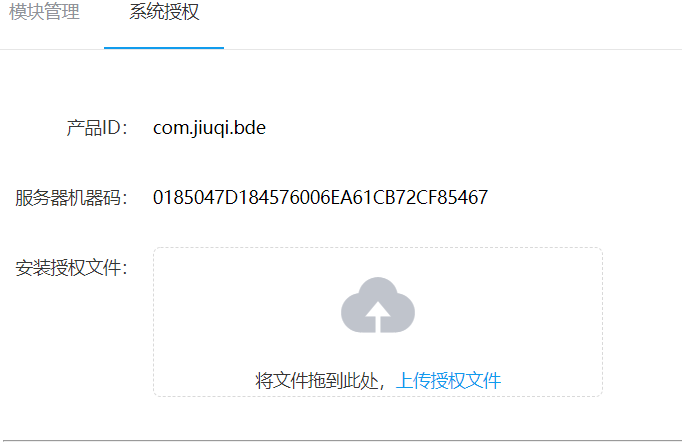 模块管理 系统授权
产品ID： com.jiuqi.bde
服务器机器码： 0185047D184576006EA61CB72CF85467
安装授权文件：
将文件拖到此处，上传授权文件